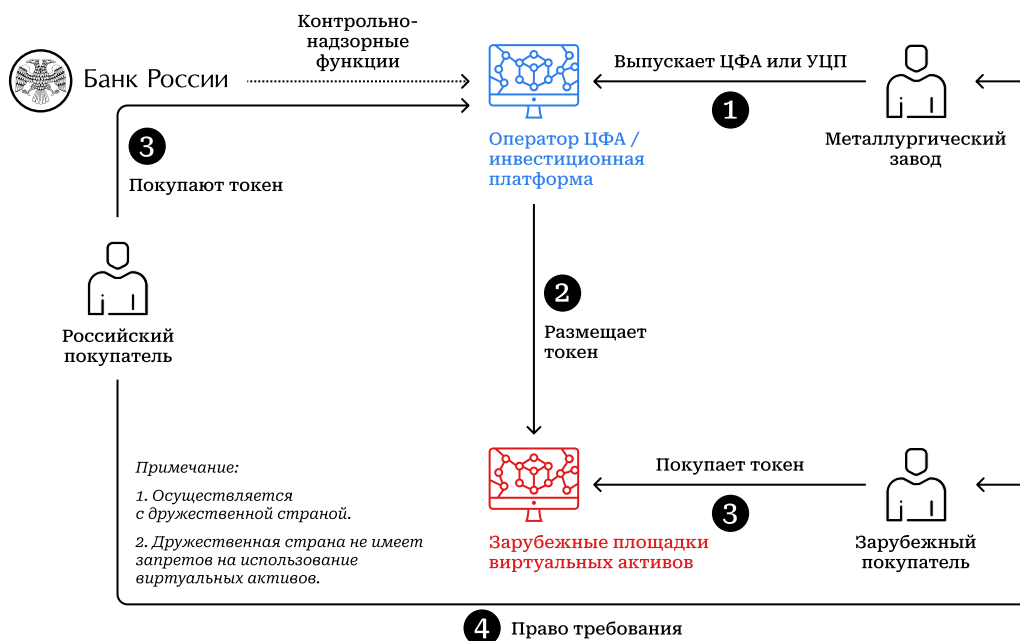 Контрольно-
надзорные
функции
Банк России
Выпускает ЦФА или УЦП
1
Металлургический
завод
Оператор ЦФА /
инвестиционная
платформа
3
Покупают токен
2
Размещает
токен
Российский
покупатель
Примечание:
1. Осуществляется
с дружественной страной.
2. Дружественная страна не имеет
запретов на использование
виртуальных активов.
Покупает токен
3
Зарубежные площадки
виртуальных активов
Зарубежный
покупатель
4 Право требования